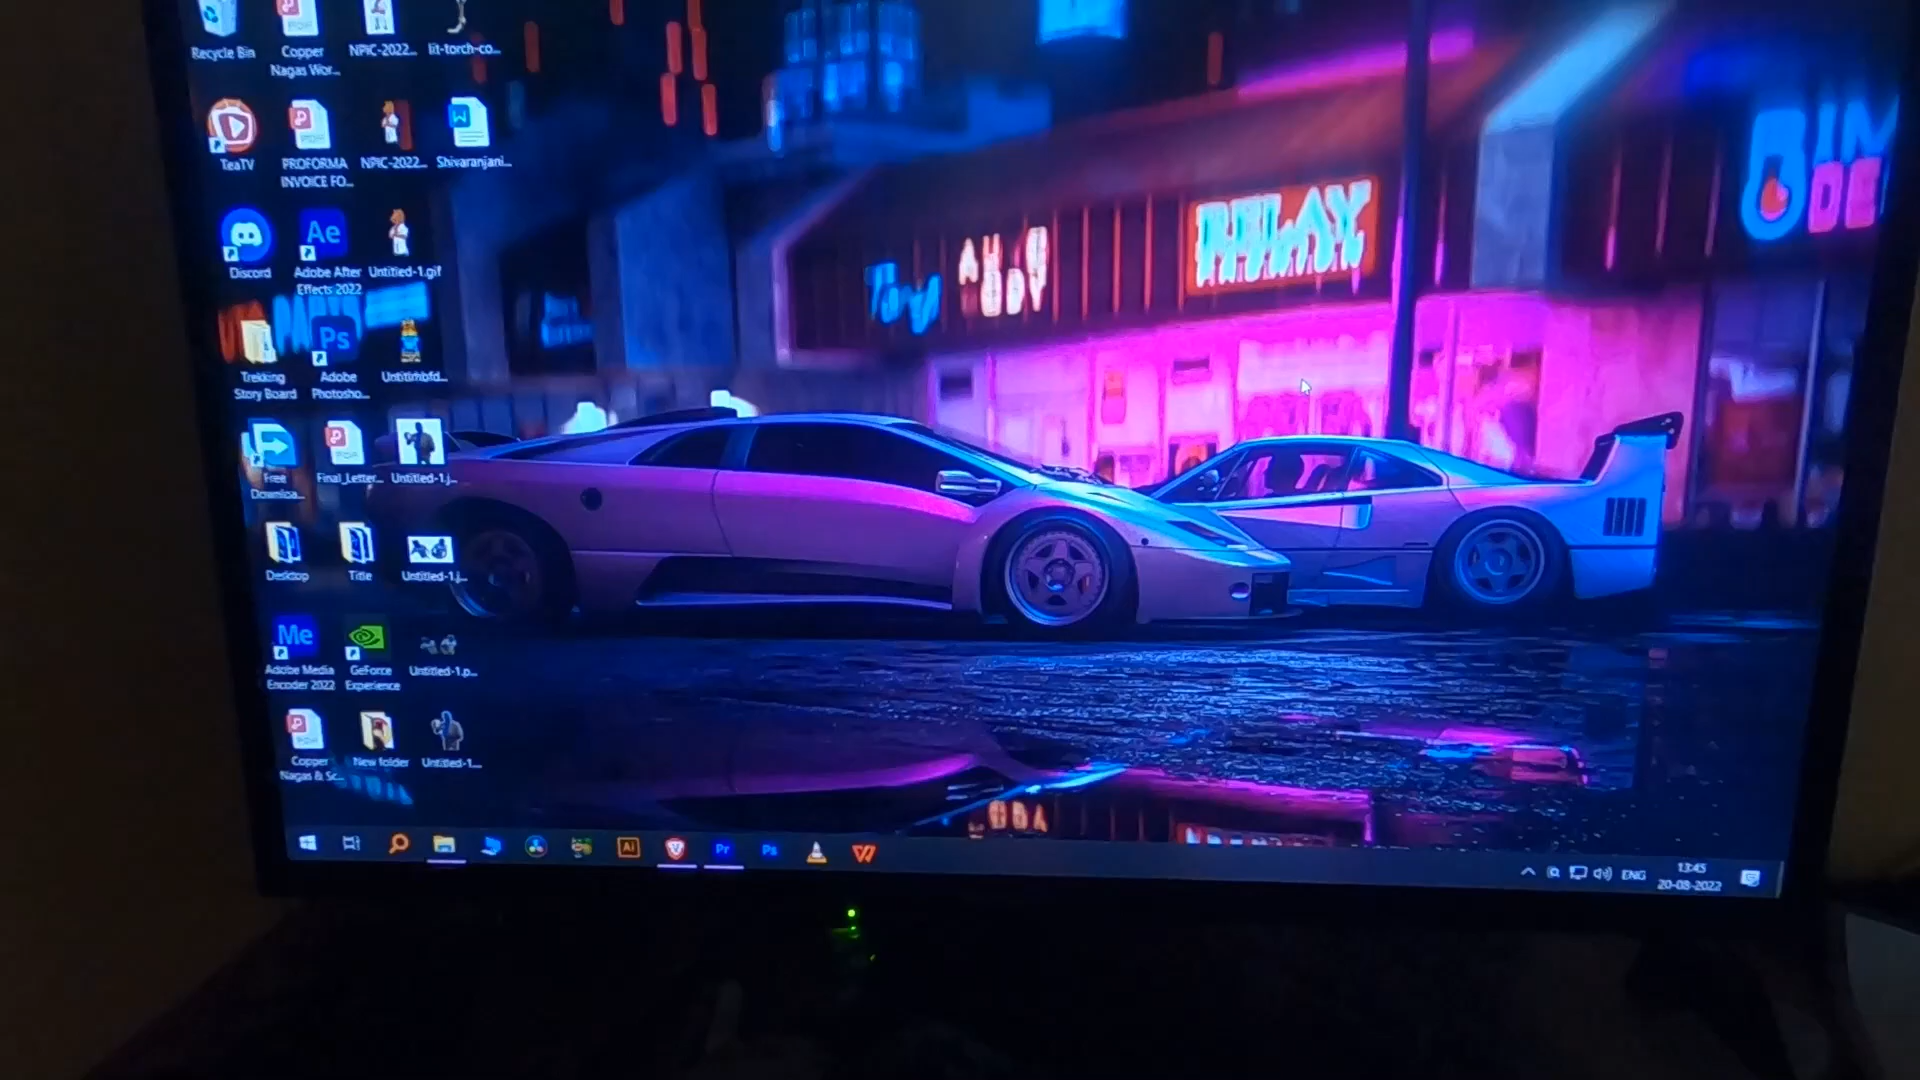 Recycle Bin
Copper
Nagas Wor...
NPIC-2022...
lit-torch-co...
TeaTV
PROFORMA
INVOICE FO...
NPIC-2022...
W
Shivaranjani...
Discord
Ae
Adobe After
Effects 2022
Untitled-1.gif
Trekking
Story Board
Ps
Adobe
Photosho...
Free
Downloa...
Final_Letter...
Untitled-1.j...
Desktop
Title
Untitled-1.j...
Me
Adobe Media
Encoder 2022
GeForce
Experience
Untitled-1.p...
PDF
Copper
Nagas & Sc...
New folder
Untitled-1...
RELAY
Ai
Pr
Ps
ENG
13:45
20-08-2022